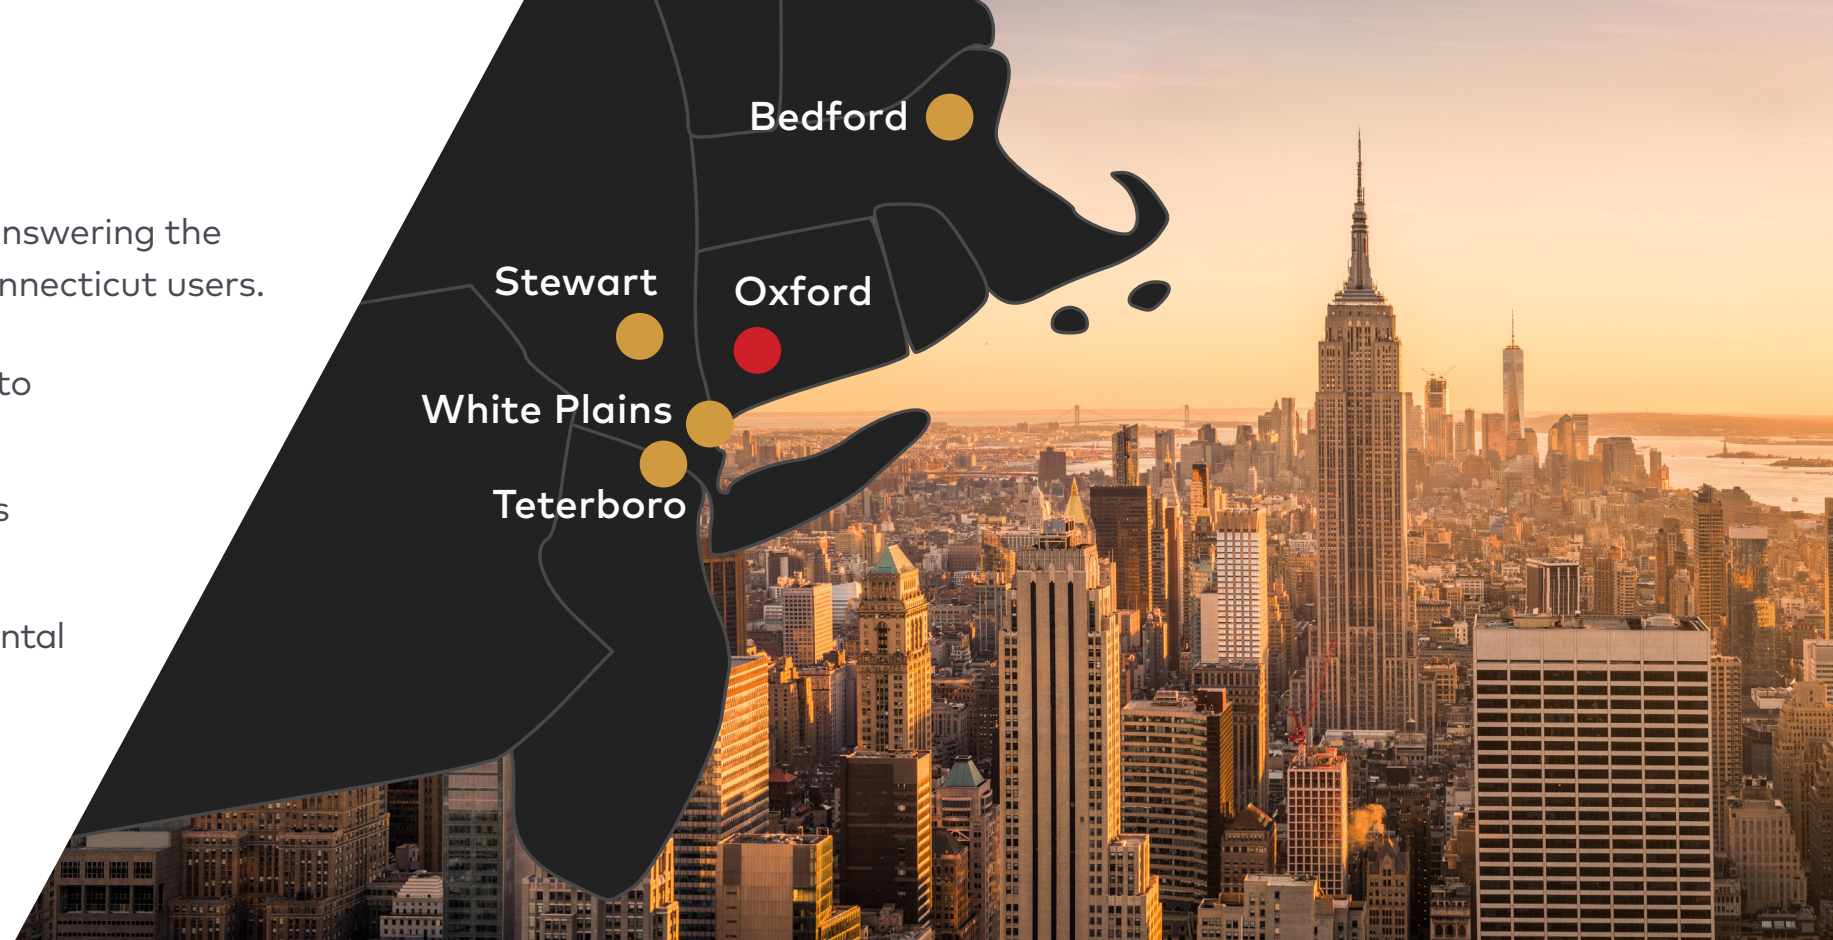 nswering the
nnecticut users.
to
s
ntal
Bedford
Stewart
Oxford
White Plains
Teterboro